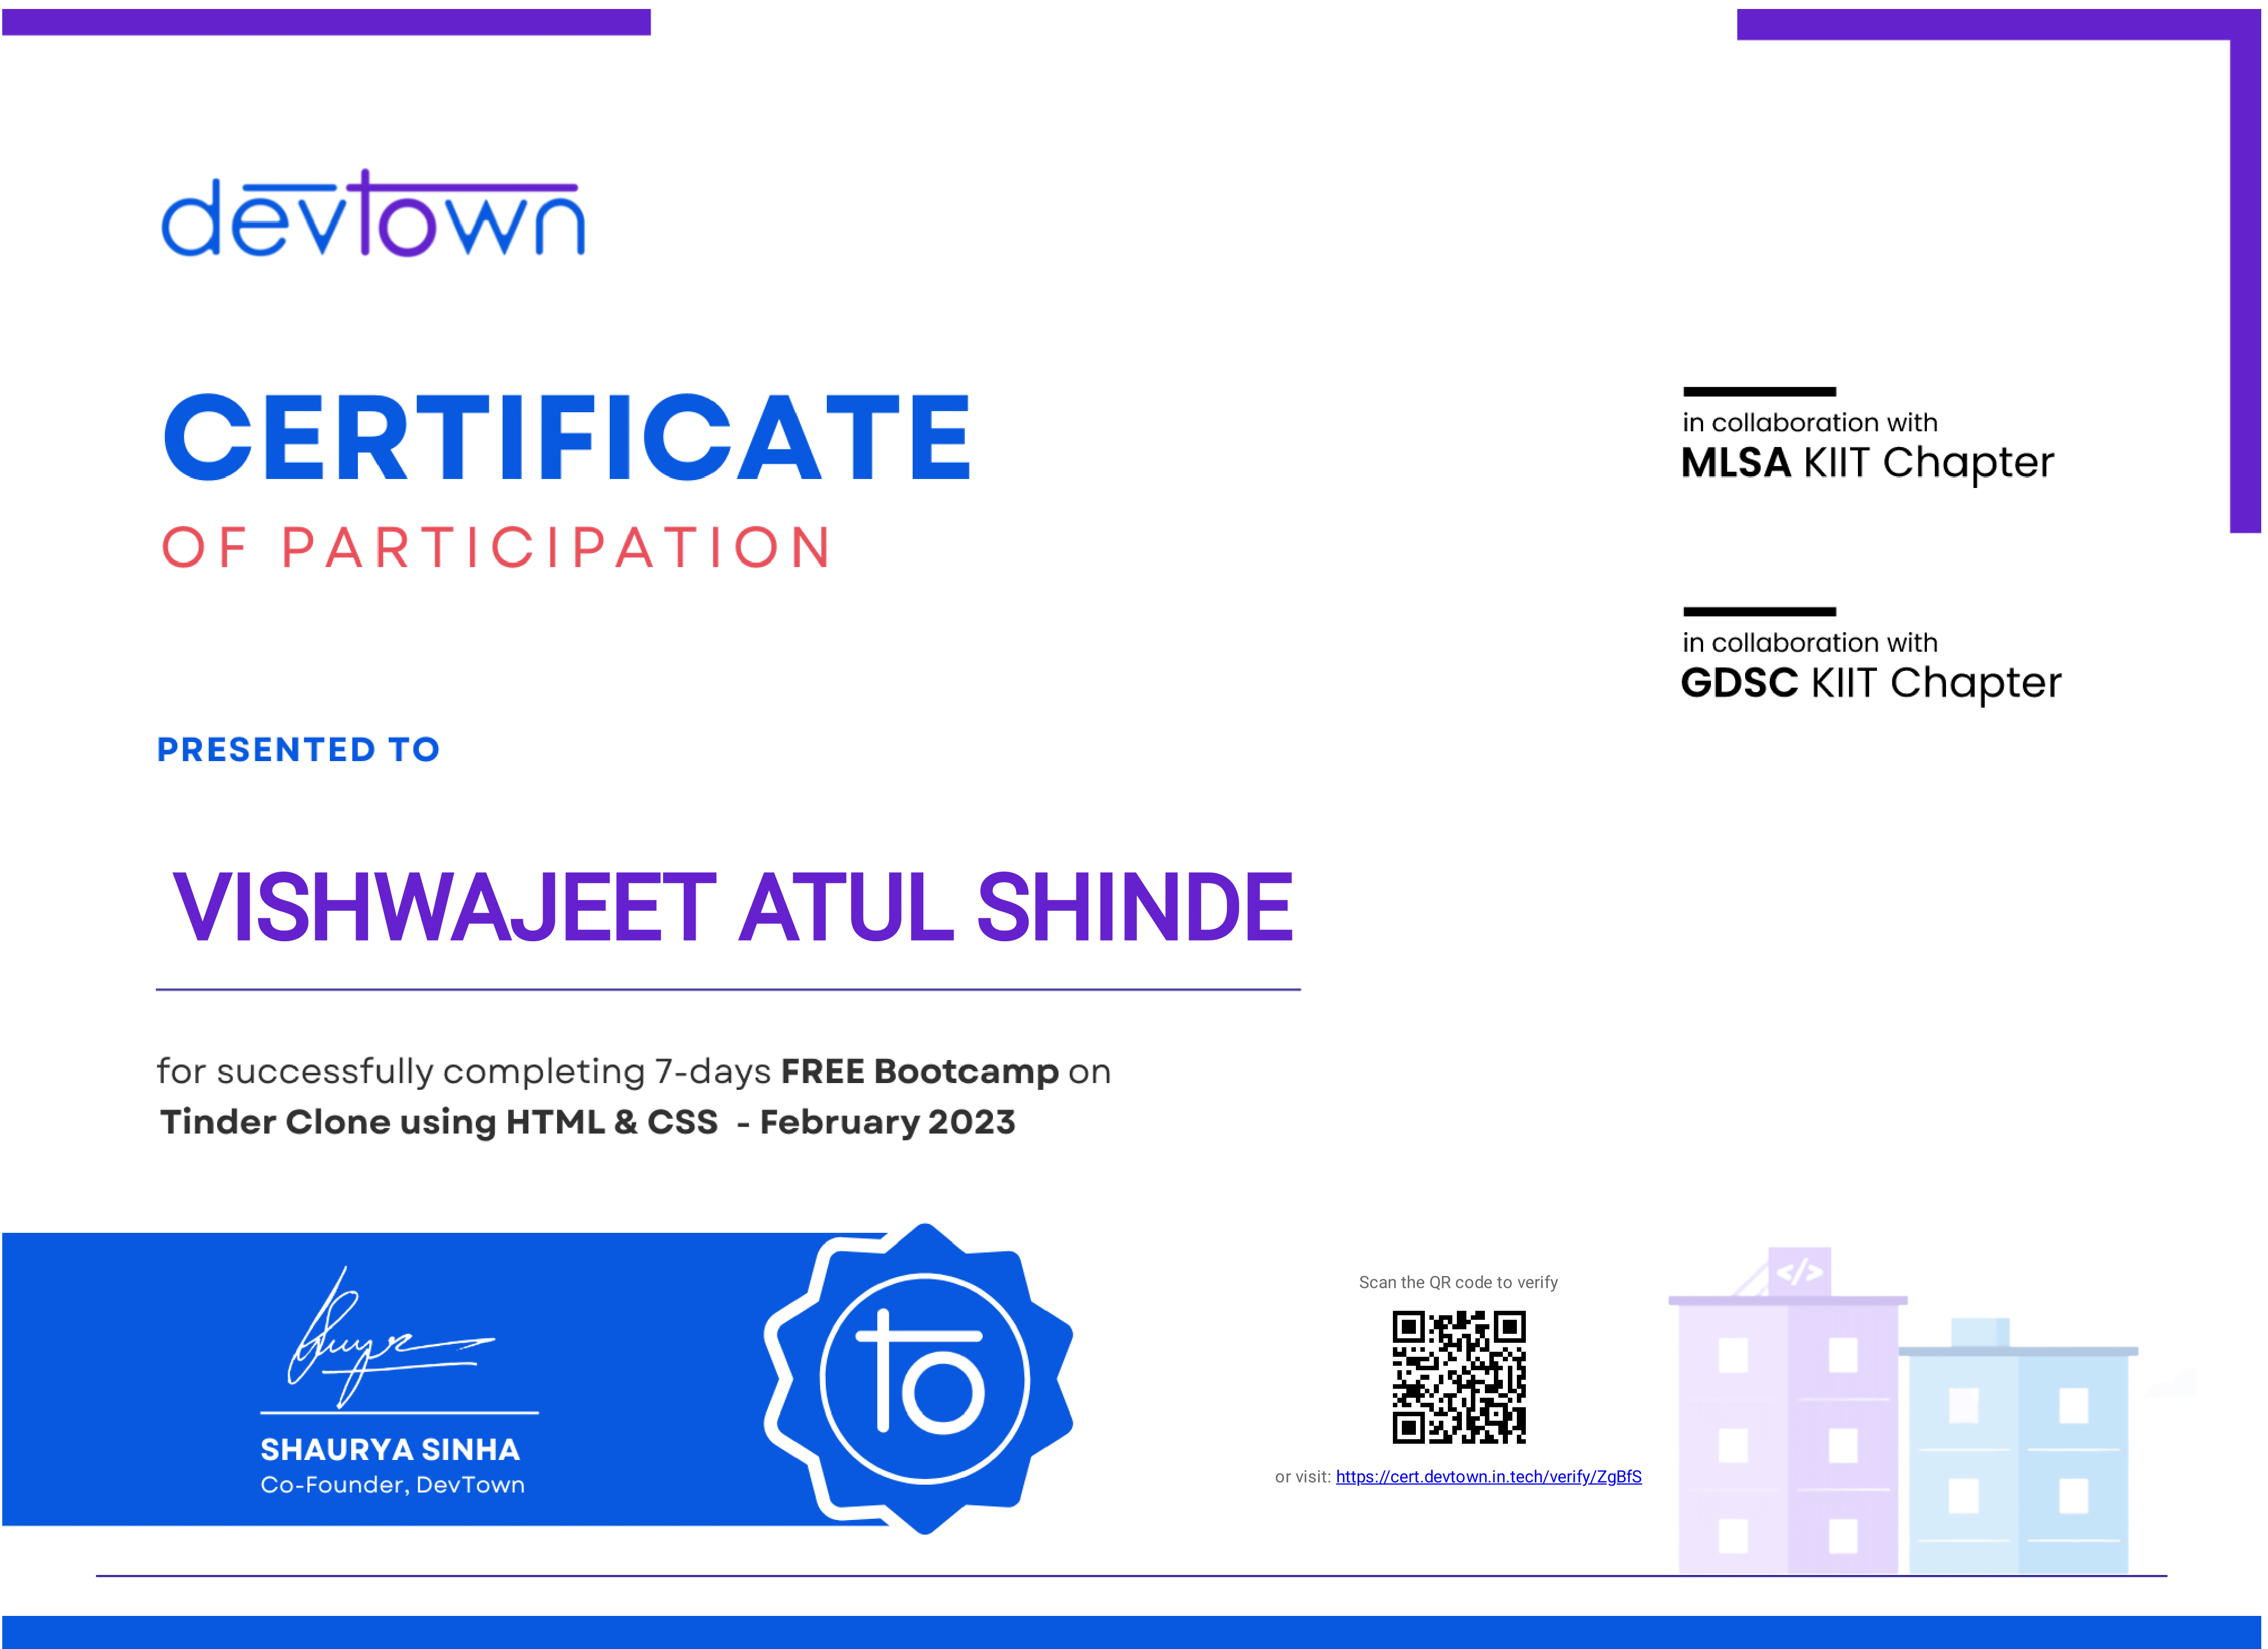 devtown
CERTIFICATE
OF PARTICIPATION
in collaboration with
MLSA KIIT Chapter
in collaboration with
GDSC KIIT Chapter
PRESENTED TO
VISHWAJEET ATUL SHINDE
for successfully completing 7-days FREE Bootcamp on
Tinder Clone using HTML & CSS - February 2023
SHAURYA SINHA
Co-Founder, DevTown
to
Scan the QR code to verify
or visit: https://cert.devtown.in.tech/verify/ZgBfS
</>